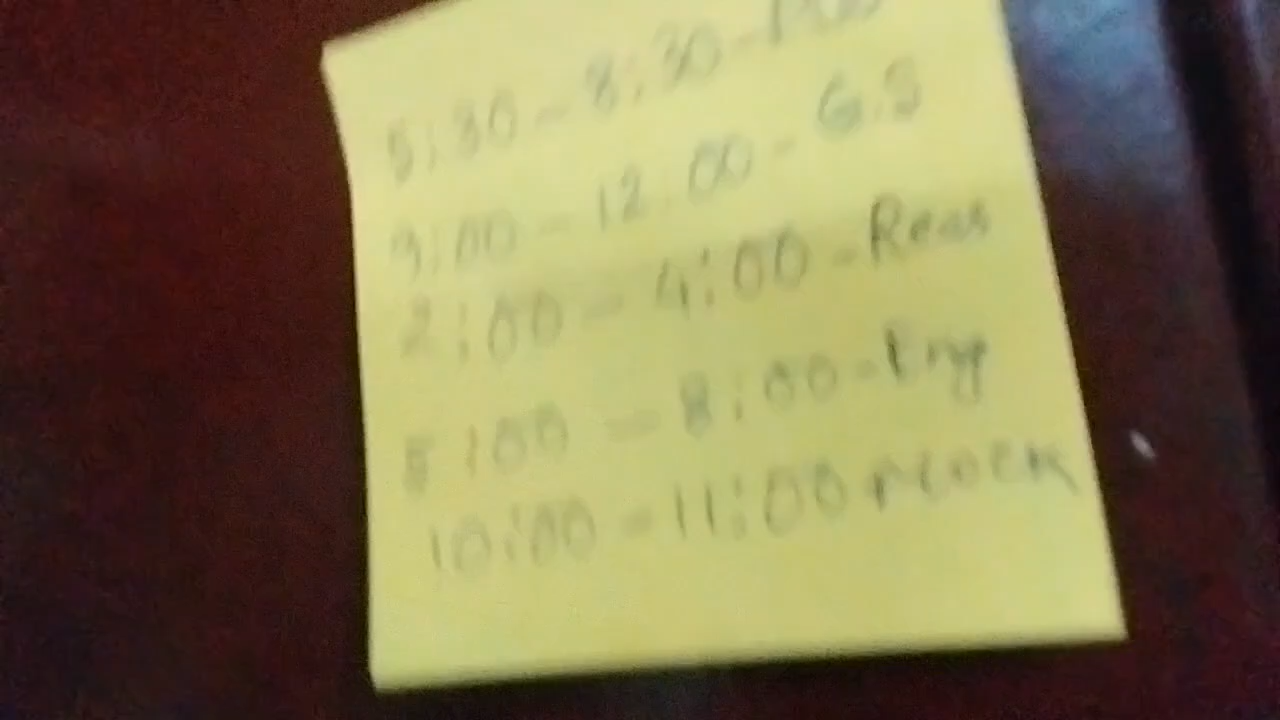 5:30 - 8:30 -
9:00 - 12:00 - G.S
2:00 - 4:00 - Reas
5:00 - 8:00 - Eng
10:00 - 11:00 MOCK